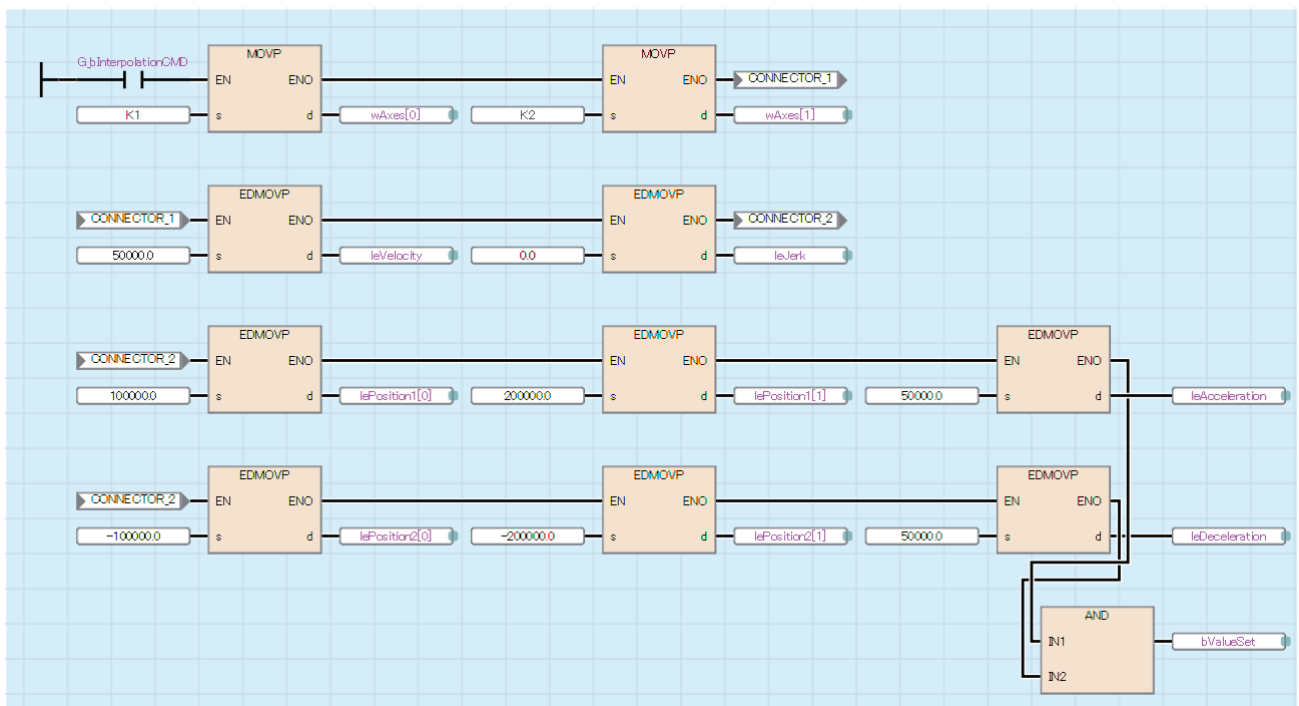 MOVP MOVP
G_bInterpolationCMD
EN ENO EN ENO CONNECTOR_1
K1 s d wAxes[0] K2 s d wAxes[1]
EDMOVP EDMOVP
CONNECTOR_1 EN ENO EN ENO CONNECTOR_2
50000.0 s d leVelocity 0.0 s d leJerk
EDMOVP EDMOVP EDMOVP
CONNECTOR_2 EN ENO EN ENO EN ENO
100000.0 s d lePosition1[0] 200000.0 s d lePosition1[1] 50000.0 s d leAcceleration
EDMOVP EDMOVP EDMOVP
CONNECTOR_2 EN ENO EN ENO EN ENO
-100000.0 s d lePosition2[0] -200000.0 s d lePosition2[1] 50000.0 s d leDeceleration
AND
IN1 bValueSet
IN2